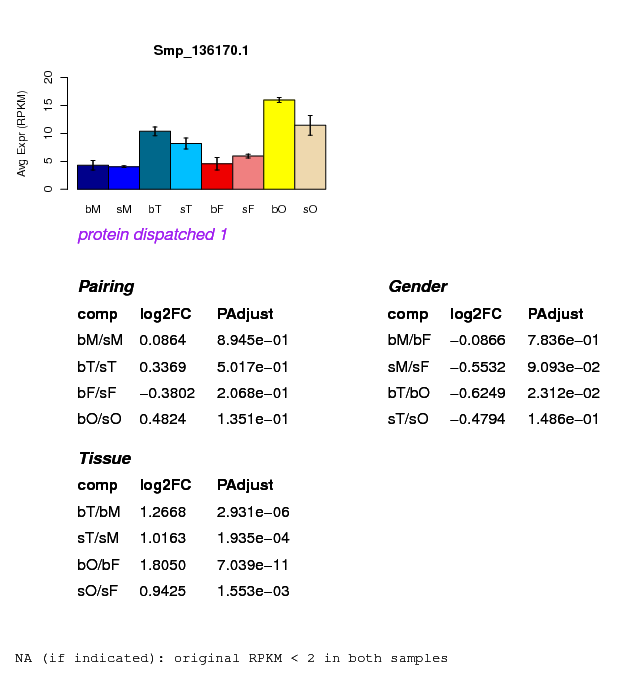 Smp_136170.1
Avg Expr (RPKM)
20
15
10
5
0
bM sM bT sT bF sF bO sO
protein dispatched 1
Pairing
comp log2FC PAdjust
bM/sM 0.0864 8.945e−01
bT/sT 0.3369 5.017e−01
bF/sF −0.3802 2.068e−01
bO/sO 0.4824 1.351e−01
Gender
comp log2FC PAdjust
bM/bF −0.0866 7.836e−01
sM/sF −0.5532 9.093e−02
bT/bO −0.6249 2.312e−02
sT/sO −0.4794 1.486e−01
Tissue
comp log2FC PAdjust
bT/bM 1.2668 2.931e−06
sT/sM 1.0163 1.935e−04
bO/bF 1.8050 7.039e−11
sO/sF 0.9425 1.553e−03
NA (if indicated): original RPKM < 2 in both samples